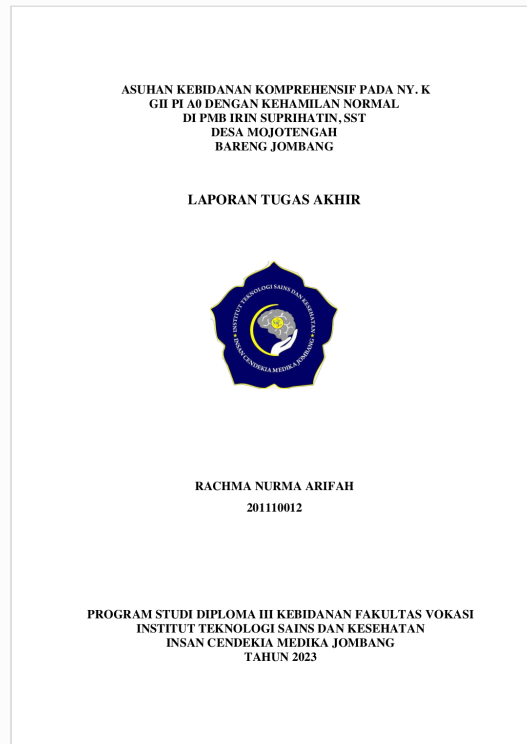 ASUHAN KEBIDANAN KOMPREHENSIF PADA NY. K
GII PI A0 DENGAN KEHAMILAN NORMAL
DI PMB IRIN SUPRIHATIN, SST
DESA MOJOTENGAH
BARENG JOMBANG
LAPORAN TUGAS AKHIR
INSTITUT TEKNOLOGI SAINS DAN KESEHATAN
INSAN CENDEKIA MEDIKA JOMBANG
RACHMA NURMA ARIFAH
201110012
PROGRAM STUDI DIPLOMA III KEBIDANAN FAKULTAS VOKASI
INSTITUT TEKNOLOGI SAINS DAN KESEHATAN
INSAN CENDEKIA MEDIKA JOMBANG
TAHUN 2023